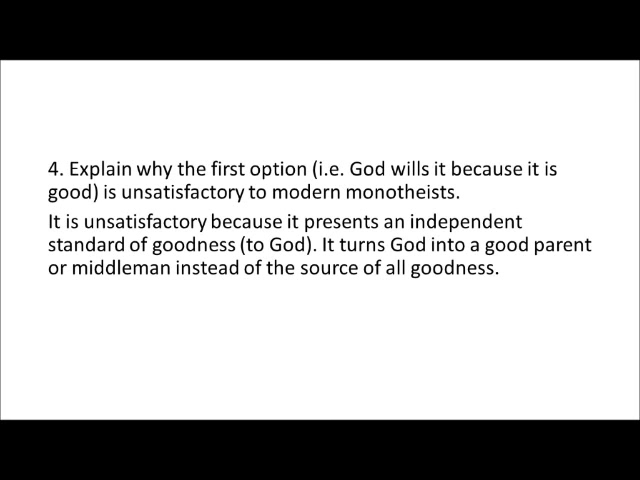 4. Explain why the first option (i.e. God wills it because it is
good) is unsatisfactory to modern monotheists.
It is unsatisfactory because it presents an independent
standard of goodness (to God). It turns God into a good parent
or middleman instead of the source of all goodness.